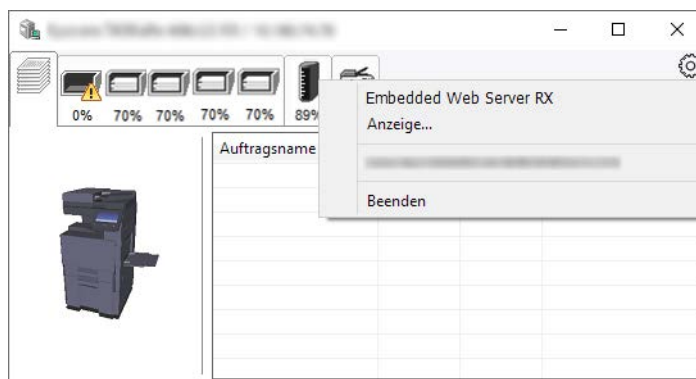 0% 70% 70% 70% 70% 89%
Embedded Web Server RX
Anzeige...
Auftragsname
Beenden